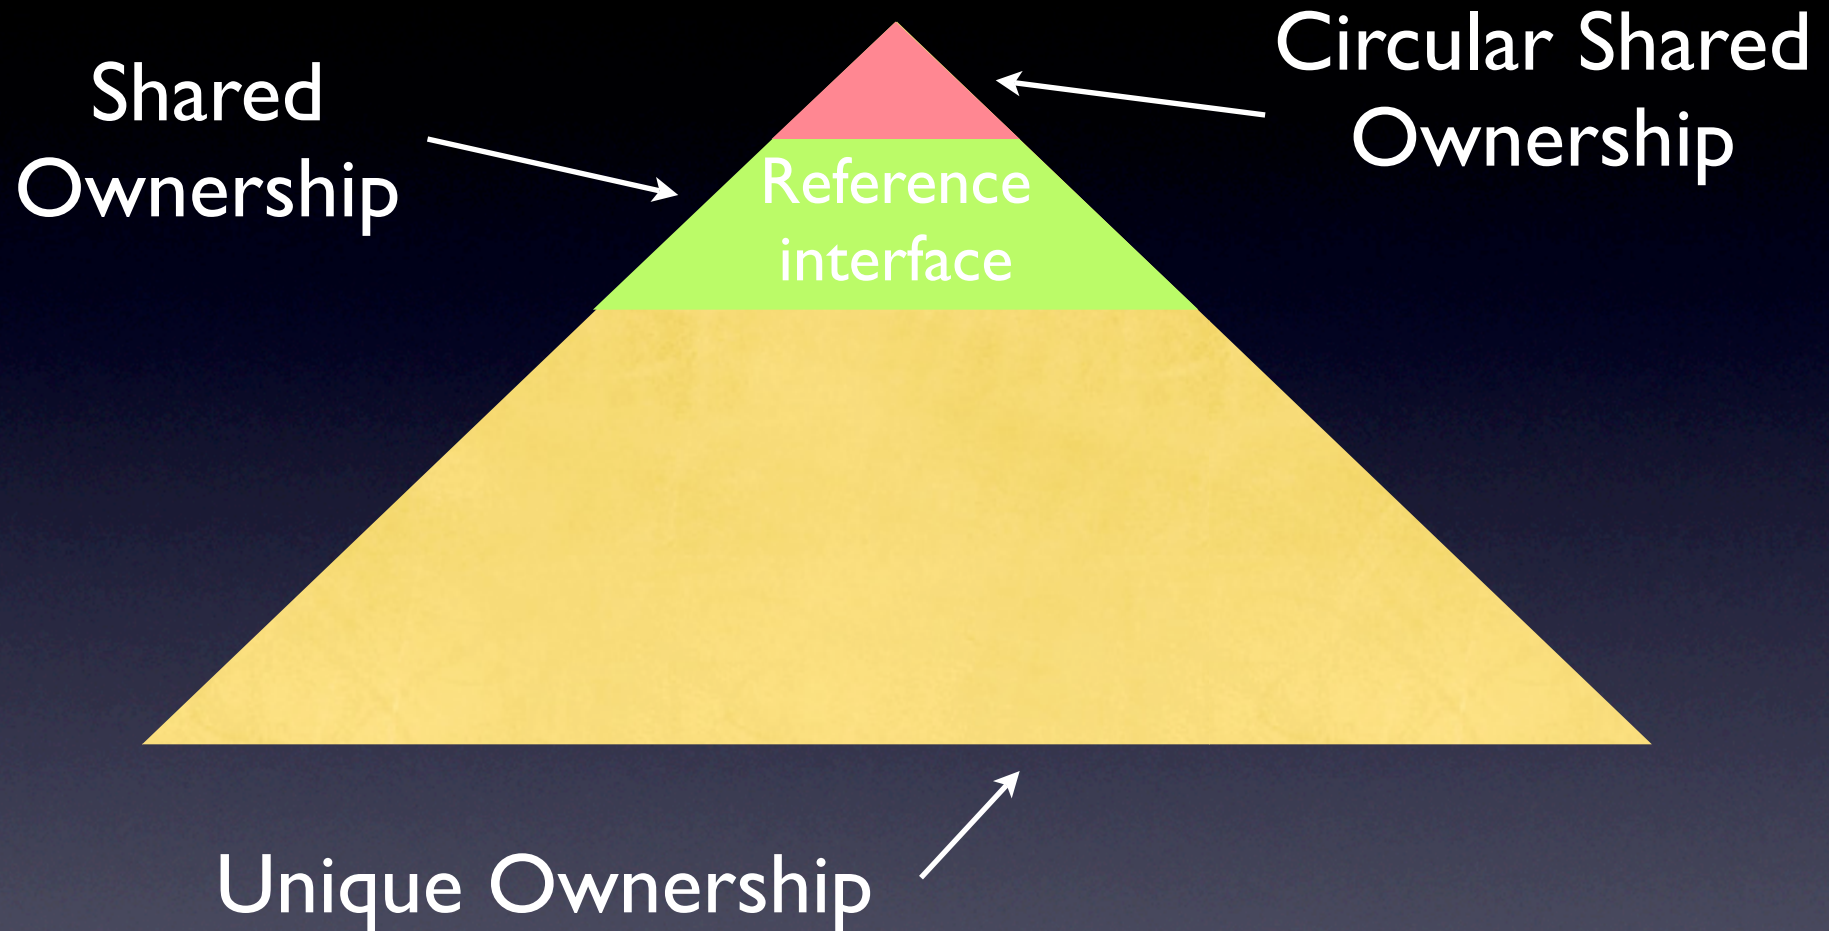 Shared
Ownership
Circular Shared
Ownership
Reference
interface
Unique Ownership